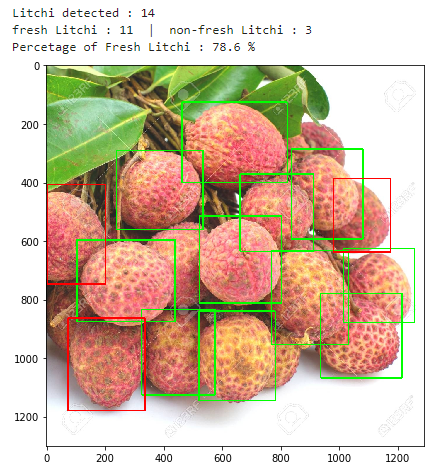 Litchi detected : 14
fresh Litchi : 11 | non-fresh Litchi : 3
Percetage of Fresh Litchi : 78.6 %
0
200
400
600
800
1000
1200
0 200 400 600 800 1000 1200